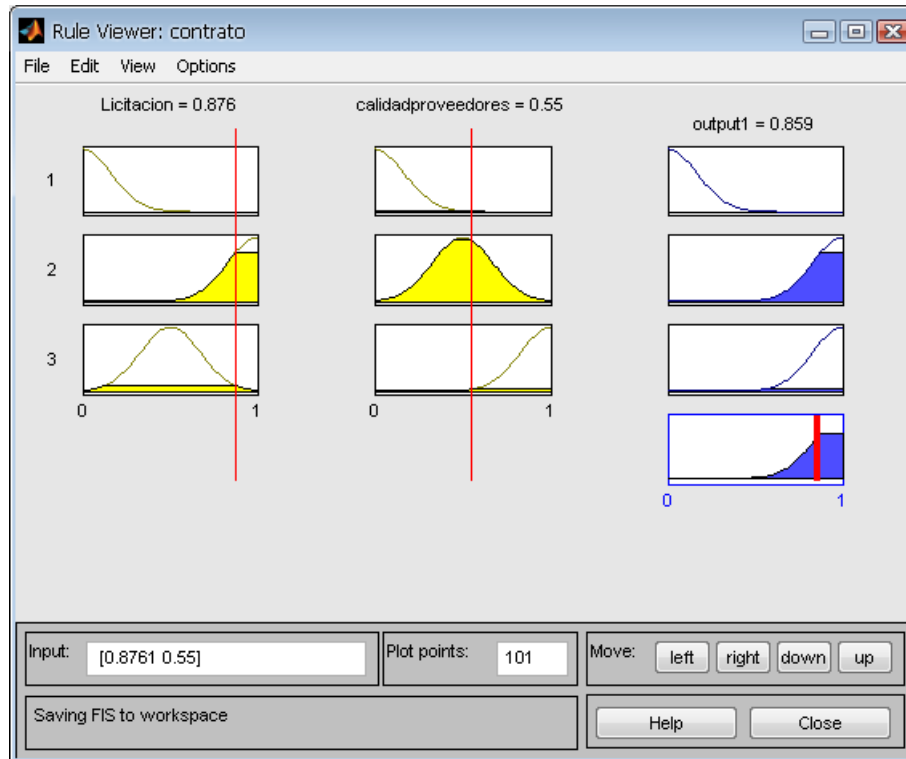 Rule Viewer: contrato
File Edit View Options
Licitacion = 0.876
calidadproveedores = 0.55
output1 = 0.859
1
2
3
0 1
0 1
0 1
Input: [0.8761 0.55]
Plot points: 101
Move: left right down up
Saving FIS to workspace
Help Close